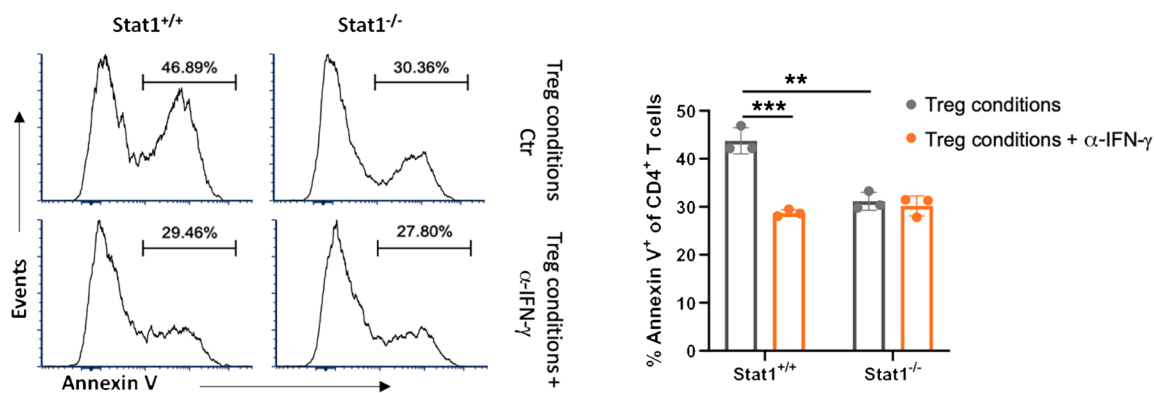 Stat1+/+
Stat1-/-
46.89%
30.36%
Treg conditions
Ctr
29.46%
27.80%
Treg conditions +
α-IFN-γ
Events
Annexin V
% Annexin V+ of CD4+ T cells
50
40
30
20
10
0
**
***
Stat1+/+
Stat1-/-
Treg conditions
Treg conditions + α-IFN-γ